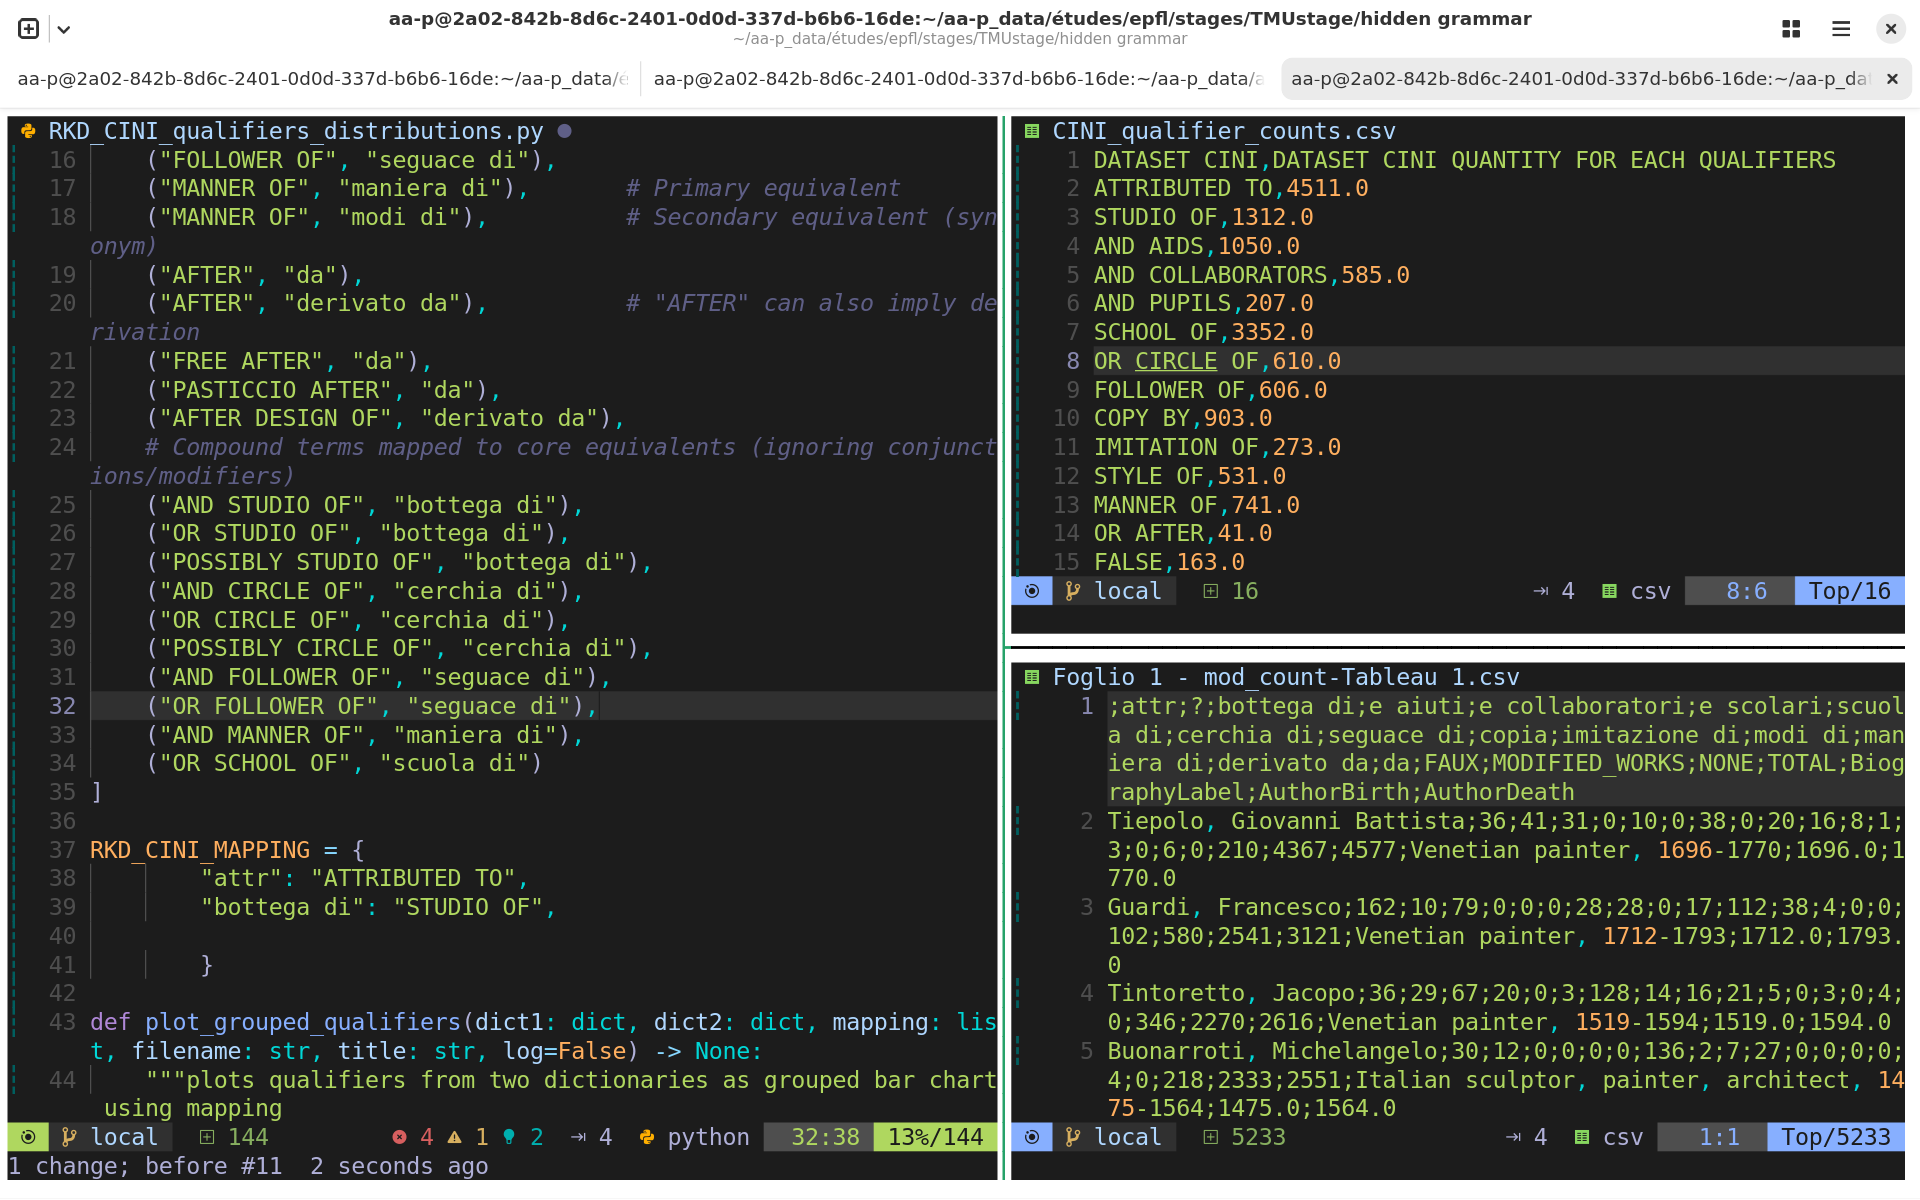 aa-p@2a02-842b-8d6c-2401-0d0d-337d-b6b6-16de:~/aa-p_data/études/epfl/stages/TMUstage/hidden grammar
~/aa-p_data/études/epfl/stages/TMUstage/hidden grammar
aa-p@2a02-842b-8d6c-2401-0d0d-337d-b6b6-16de:~/aa-p_data/é
aa-p@2a02-842b-8d6c-2401-0d0d-337d-b6b6-16de:~/aa-p_data/a
aa-p@2a02-842b-8d6c-2401-0d0d-337d-b6b6-16de:~/aa-p_da
RKD_CINI_qualifiers_distributions.py
16 ("FOLLOWER OF", "seguace di"),
17 ("MANNER OF", "maniera di"), # Primary equivalent
18 ("MANNER OF", "modi di"), # Secondary equivalent (syn
onym)
19 ("AFTER", "da"),
20 ("AFTER", "derivato da"), # "AFTER" can also imply de
rivation
21 ("FREE AFTER", "da"),
22 ("PASTICCIO AFTER", "da"),
23 ("AFTER DESIGN OF", "derivato da"),
24 # Compound terms mapped to core equivalents (ignoring conjunct
ions/modifiers)
25 ("AND STUDIO OF", "bottega di"),
26 ("OR STUDIO OF", "bottega di"),
27 ("POSSIBLY STUDIO OF", "bottega di"),
28 ("AND CIRCLE OF", "cerchia di"),
29 ("OR CIRCLE OF", "cerchia di"),
30 ("POSSIBLY CIRCLE OF", "cerchia di"),
31 ("AND FOLLOWER OF", "seguace di"),
32 ("OR FOLLOWER OF", "seguace di"),
33 ("AND MANNER OF", "maniera di"),
34 ("OR SCHOOL OF", "scuola di")
35 ]
36
37 RKD_CINI_MAPPING = {
38 "attr": "ATTRIBUTED TO",
39 "bottega di": "STUDIO OF",
40
41 }
42
43 def plot_grouped_qualifiers(dict1: dict, dict2: dict, mapping: lis
t, filename: str, title: str, log=False) -> None:
44 """plots qualifiers from two dictionaries as grouped bar chart
using mapping
local 144 4 1 2 ⇥ 4 python 32:38 13%/144
1 change; before #11 2 seconds ago
CINI_qualifier_counts.csv
1 DATASET CINI,DATASET CINI QUANTITY FOR EACH QUALIFIERS
2 ATTRIBUTED TO,4511.0
3 STUDIO OF,1312.0
4 AND AIDS,1050.0
5 AND COLLABORATORS,585.0
6 AND PUPILS,207.0
7 SCHOOL OF,3352.0
8 OR CIRCLE OF,610.0
9 FOLLOWER OF,606.0
10 COPY BY,903.0
11 IMITATION OF,273.0
12 STYLE OF,531.0
13 MANNER OF,741.0
14 OR AFTER,41.0
15 FALSE,163.0
local 16 ⇥ 4 csv 8:6 Top/16
Foglio 1 - mod_count-Tableau 1.csv
1 ;attr;?;bottega di;e aiuti;e collaboratori;e scolari;scuol
a di;cerchia di;seguace di;copia;imitazione di;modi di;man
iera di;derivato da;da;FAUX;MODIFIED_WORKS;NONE;TOTAL;Biog
raphyLabel;AuthorBirth;AuthorDeath
2 Tiepolo, Giovanni Battista;36;41;31;0;10;0;38;0;20;16;8;1;
3;0;6;0;210;4367;4577;Venetian painter, 1696-1770;1696.0;1
770.0
3 Guardi, Francesco;162;10;79;0;0;0;28;28;0;17;112;38;4;0;0;
102;580;2541;3121;Venetian painter, 1712-1793;1712.0;1793.
0
4 Tintoretto, Jacopo;36;29;67;20;0;3;128;14;16;21;5;0;3;0;4;
0;346;2270;2616;Venetian painter, 1519-1594;1519.0;1594.0
5 Buonarroti, Michelangelo;30;12;0;0;0;0;136;2;7;27;0;0;0;0;
4;0;218;2333;2551;Italian sculptor, painter, architect, 14
75-1564;1475.0;1564.0
local 5233 ⇥ 4 csv 1:1 Top/5233